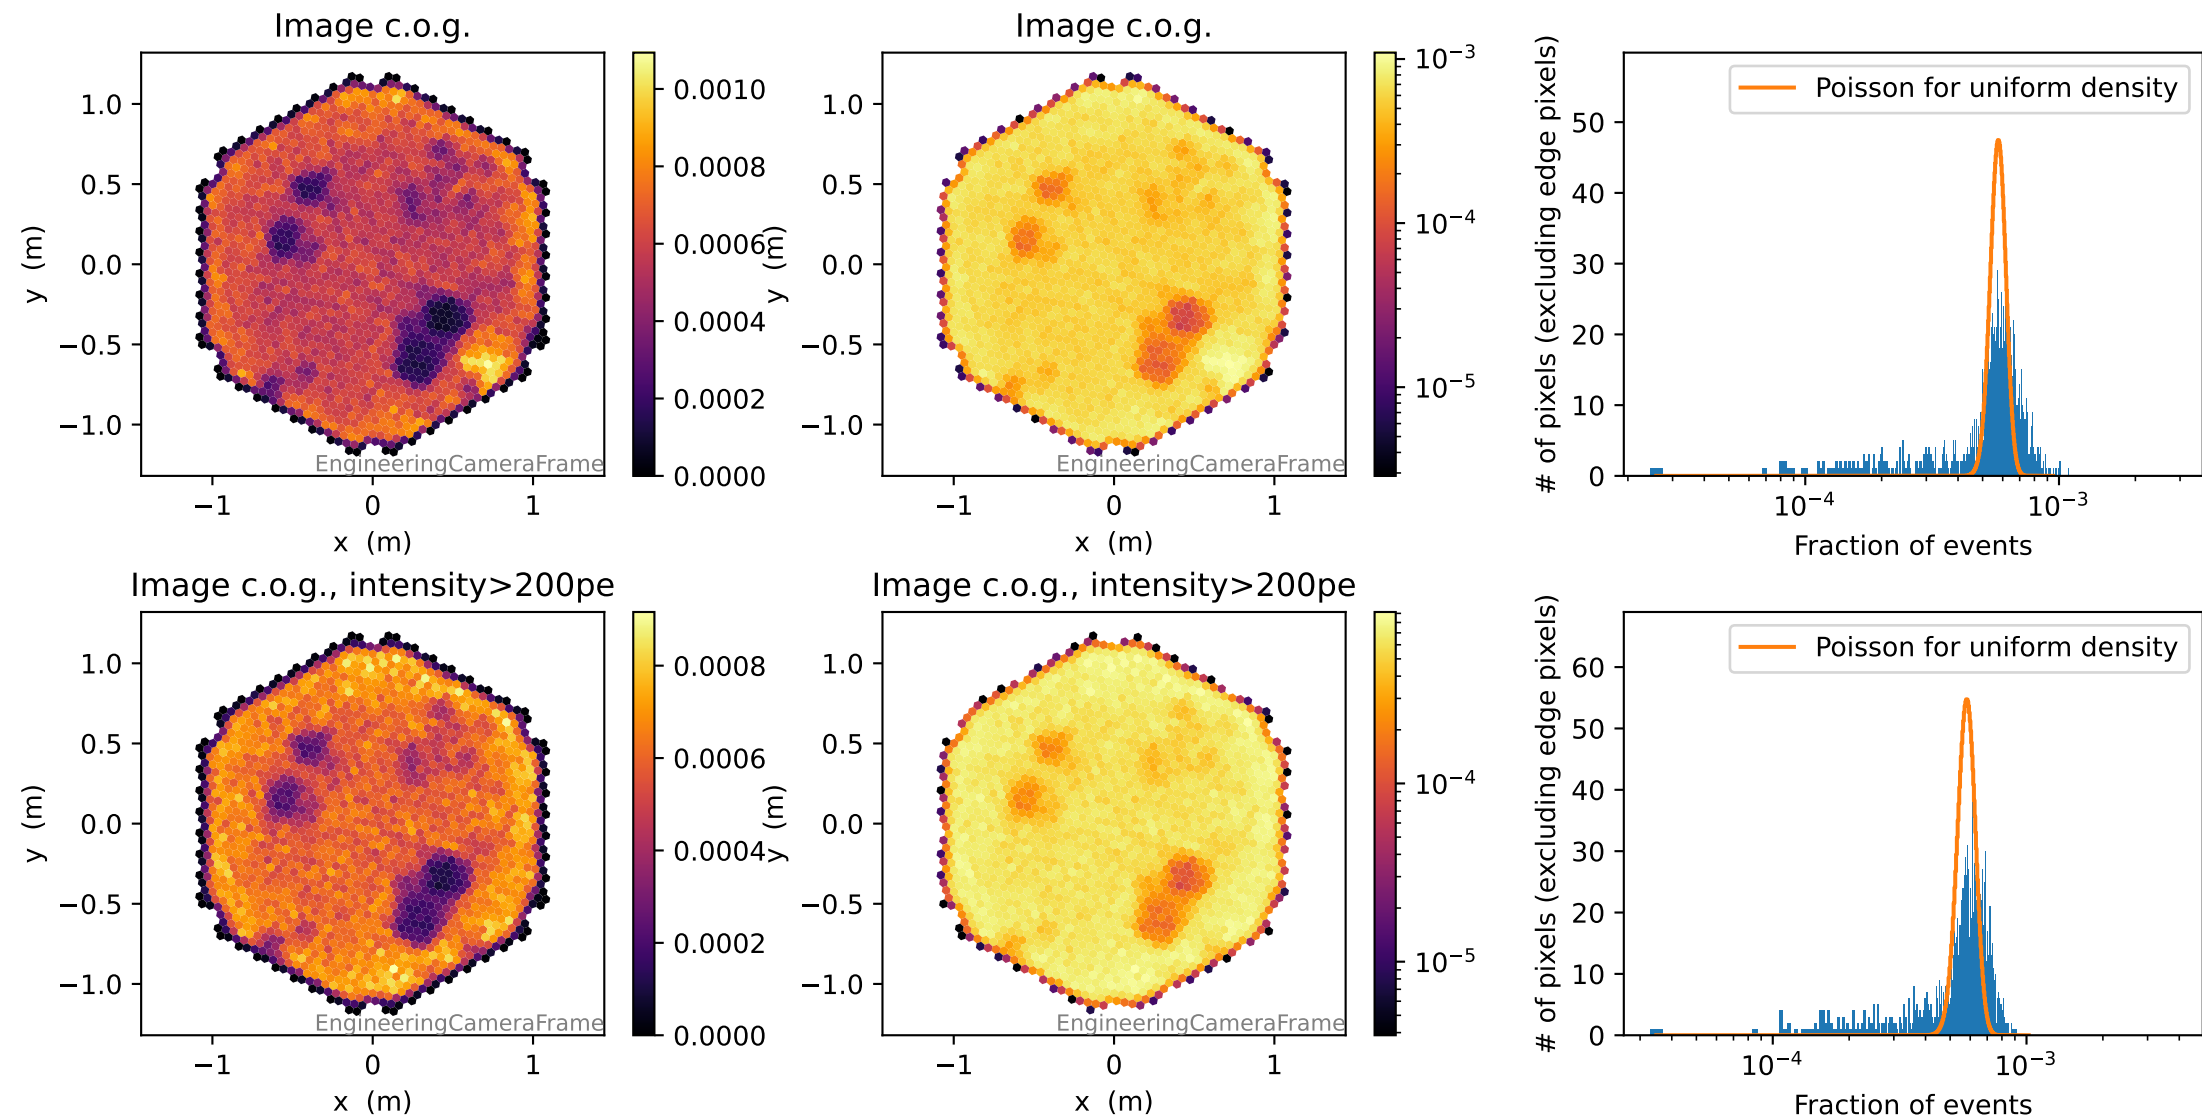 Image c.o.g.
y (m)
1.0
0.5
0.0
−0.5
−1.0
−1
0
1
x (m)
EngineeringCameraFrame
0.0010
0.0008
0.0006
0.0004
0.0002
0.0000
Image c.o.g.
y (m)
1.0
0.5
0.0
−0.5
−1.0
−1
0
1
x (m)
EngineeringCameraFrame
10⁻³
10⁻⁴
10⁻⁵
# of pixels (excluding edge pixels)
50
40
30
20
10
0
Poisson for uniform density
10⁻⁴
10⁻³
Fraction of events
Image c.o.g., intensity>200pe
y (m)
1.0
0.5
0.0
−0.5
−1.0
−1
0
1
x (m)
EngineeringCameraFrame
0.0008
0.0006
0.0004
0.0002
0.0000
Image c.o.g., intensity>200pe
y (m)
1.0
0.5
0.0
−0.5
−1.0
−1
0
1
x (m)
EngineeringCameraFrame
10⁻⁴
10⁻⁵
# of pixels (excluding edge pixels)
60
50
40
30
20
10
0
Poisson for uniform density
10⁻⁴
10⁻³
Fraction of events